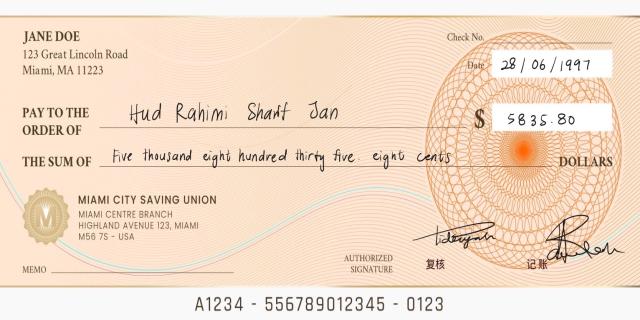 JANE DOE
123 Great Lincoln Road
Miami, MA 11223
Check No.
Date 28/06/1997
PAY TO THE ORDER OF Hud Rahimi Sharif Jan
$ 5835.80
THE SUM OF Five thousand eight hundred thirty five. eight cents DOLLARS
MIAMI CITY SAVING UNION
MIAMI CENTRE BRANCH
HIGHLAND AVENUE 123, MIAMI
M56 7S - USA
MEMO
AUTHORIZED SIGNATURE
复核 记账
A1234 - 556789012345 - 0123